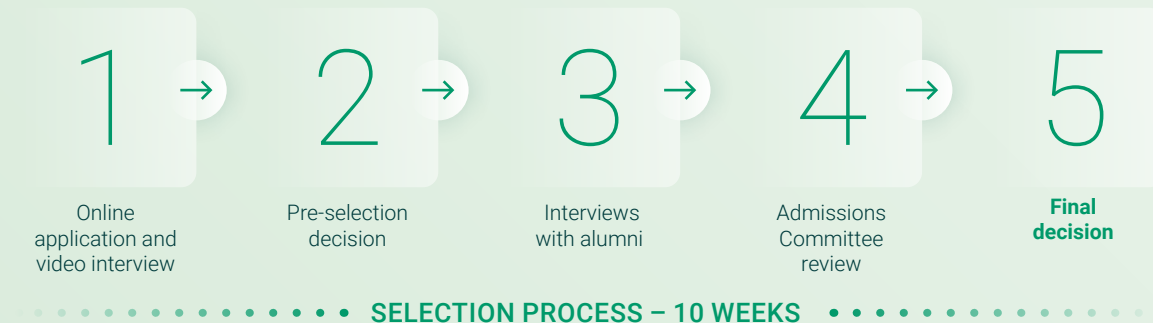 1
2
3
4
5
Online
application and
video interview
Pre-selection
decision
Interviews
with alumni
Admissions
Committee
review
Final
decision
SELECTION PROCESS – 10 WEEKS